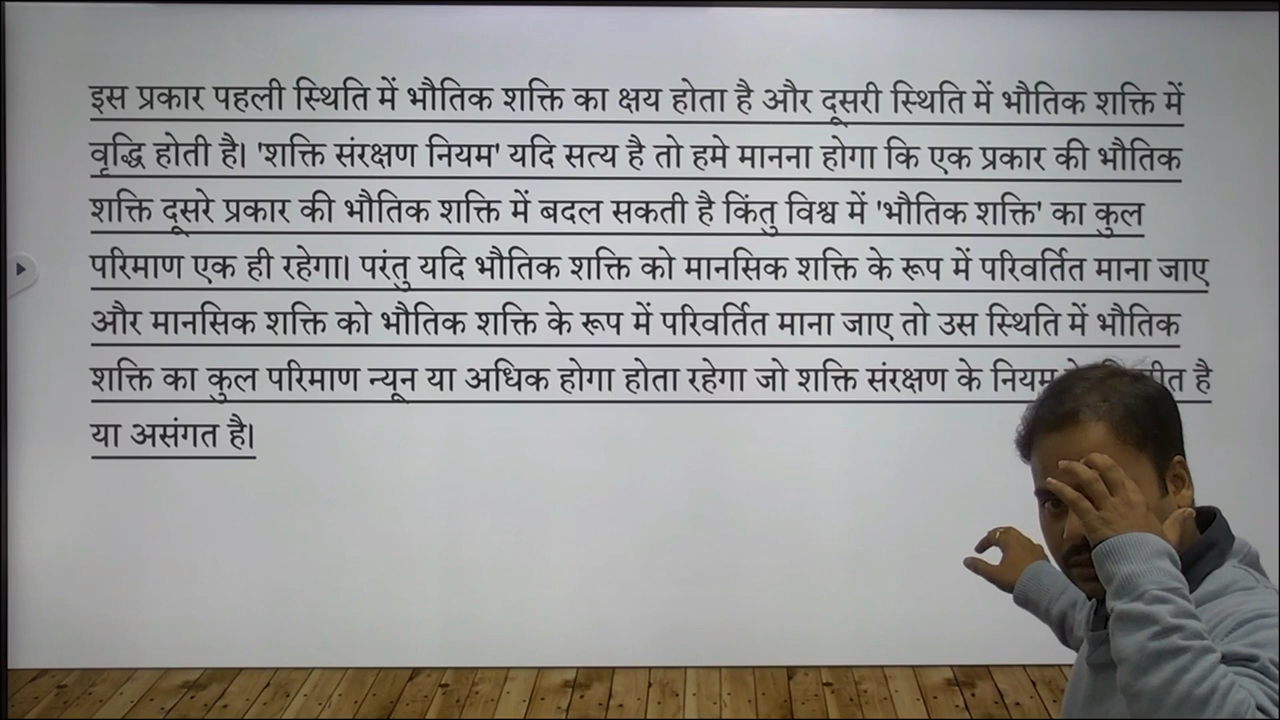 इस प्रकार पहली स्थिति में भौतिक शक्ति का क्षय होता है और दूसरी स्थिति में भौतिक शक्ति में
वृद्धि होती है। 'शक्ति संरक्षण नियम' यदि सत्य है तो हमे मानना होगा कि एक प्रकार की भौतिक
शक्ति दूसरे प्रकार की भौतिक शक्ति में बदल सकती है किंतु विश्व में 'भौतिक शक्ति' का कुल
परिमाण एक ही रहेगा। परंतु यदि भौतिक शक्ति को मानसिक शक्ति के रूप में परिवर्तित माना जाए
और मानसिक शक्ति को भौतिक शक्ति के रूप में परिवर्तित माना जाए तो उस स्थिति में भौतिक
शक्ति का कुल परिमाण न्यून या अधिक होगा होता रहेगा जो शक्ति संरक्षण के है
या असंगत है।